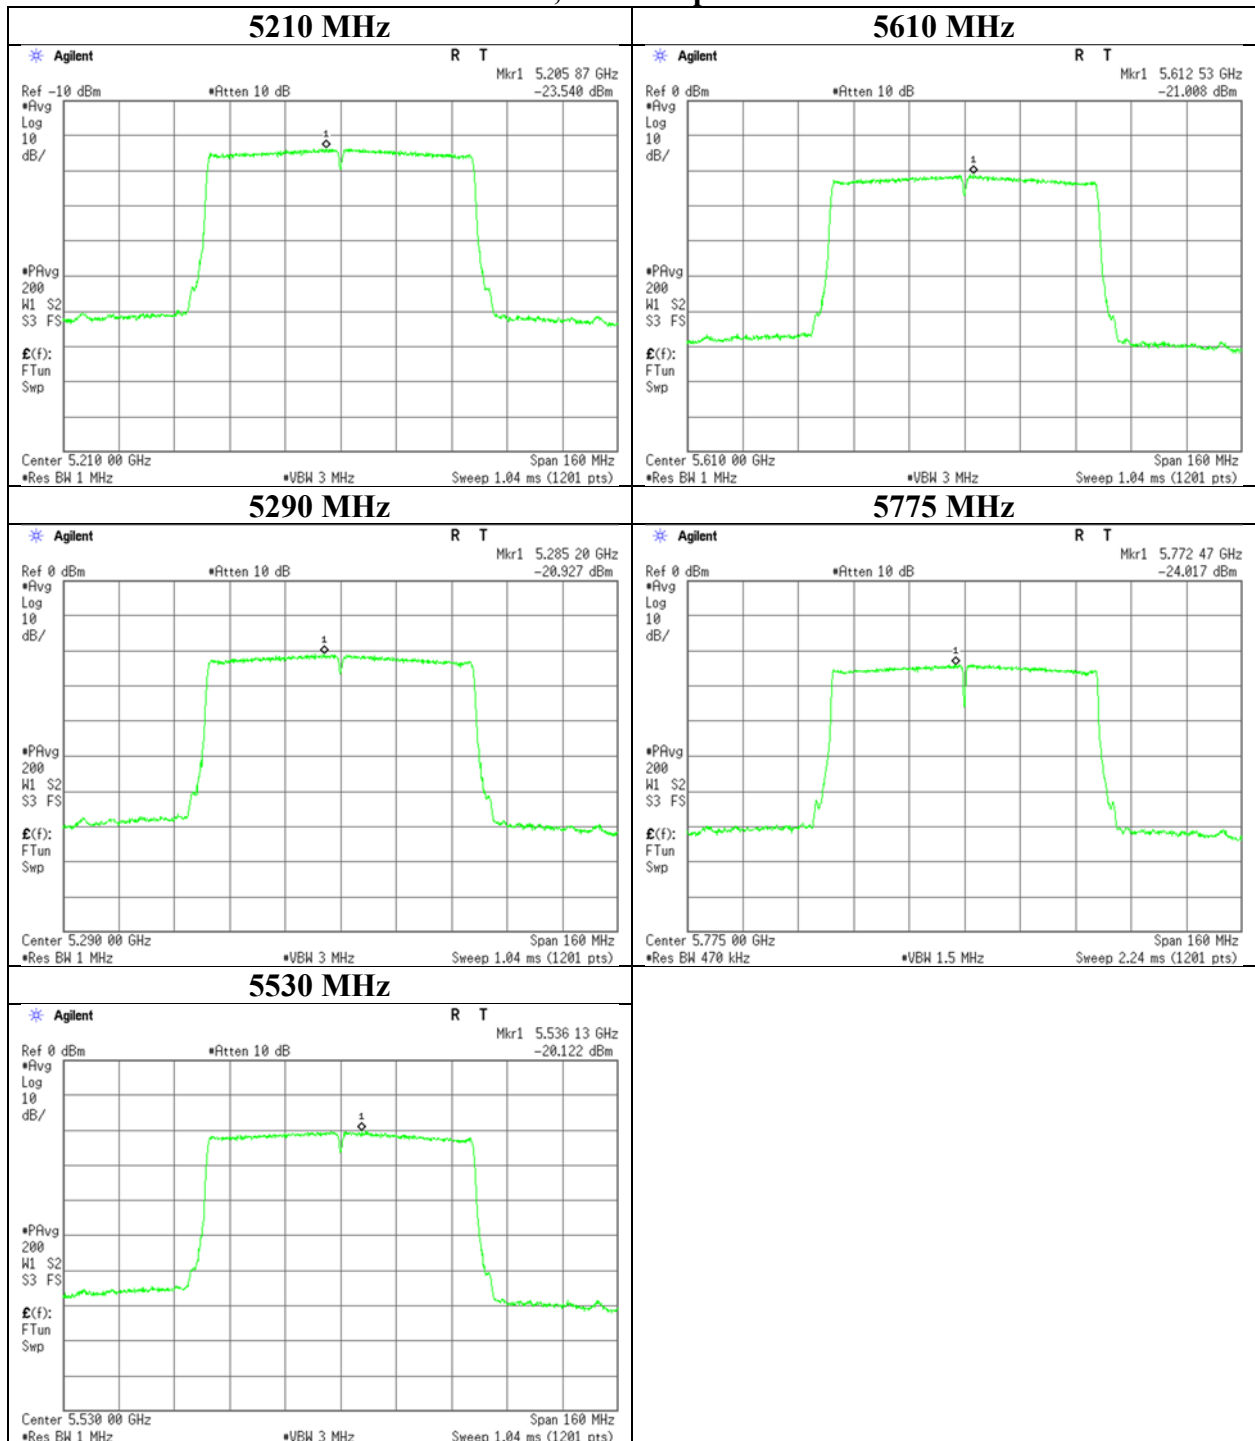 5210 MHz
Agilent R T
Mkr1 5.205 87 GHz
Ref -10 dBm *Atten 10 dB -23.540 dBm
*Avg
Log
10
dB/
1
*PAvg
200
W1 S2
S3 FS
£(f):
FTun
Swp
Center 5.210 00 GHz Span 160 MHz
*Res BW 1 MHz *VBW 3 MHz Sweep 1.04 ms (1201 pts)
5610 MHz
Agilent R T
Mkr1 5.612 53 GHz
Ref 0 dBm *Atten 10 dB -21.008 dBm
*Avg
Log
10
dB/
1
*PAvg
200
W1 S2
S3 FS
£(f):
FTun
Swp
Center 5.610 00 GHz Span 160 MHz
*Res BW 1 MHz *VBW 3 MHz Sweep 1.04 ms (1201 pts)
5290 MHz
Agilent R T
Mkr1 5.285 20 GHz
Ref 0 dBm *Atten 10 dB -20.927 dBm
*Avg
Log
10
dB/
1
*PAvg
200
W1 S2
S3 FS
£(f):
FTun
Swp
Center 5.290 00 GHz Span 160 MHz
*Res BW 1 MHz *VBW 3 MHz Sweep 1.04 ms (1201 pts)
5775 MHz
Agilent R T
Mkr1 5.772 47 GHz
Ref 0 dBm *Atten 10 dB -24.017 dBm
*Avg
Log
10
dB/
1
*PAvg
200
W1 S2
S3 FS
£(f):
FTun
Swp
Center 5.775 00 GHz Span 160 MHz
*Res BW 470 kHz *VBW 1.5 MHz Sweep 2.24 ms (1201 pts)
5530 MHz
Agilent R T
Mkr1 5.536 13 GHz
Ref 0 dBm *Atten 10 dB -20.122 dBm
*Avg
Log
10
dB/
1
*PAvg
200
W1 S2
S3 FS
£(f):
FTun
Swp
Center 5.530 00 GHz Span 160 MHz
*Res BW 1 MHz *VBW 3 MHz Sweep 1.04 ms (1201 pts)